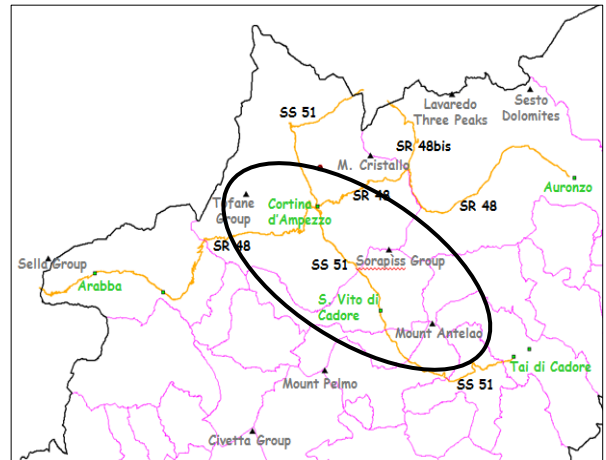 Lavaredo
Three Peaks
Sesto
Dolomites
SS 51
SR 48bis
M. Cristallo
Auronzo
Tofane
Group
Cortina
d'Ampezzo
SR 48
SR 48
SR 48
Sella Group
Sorapiss Group
SS 51
Arabba
S. Vito di
Cadore
Mount Antelao
Tai di Cadore
Mount Pelmo
SS 51
Civetta Group